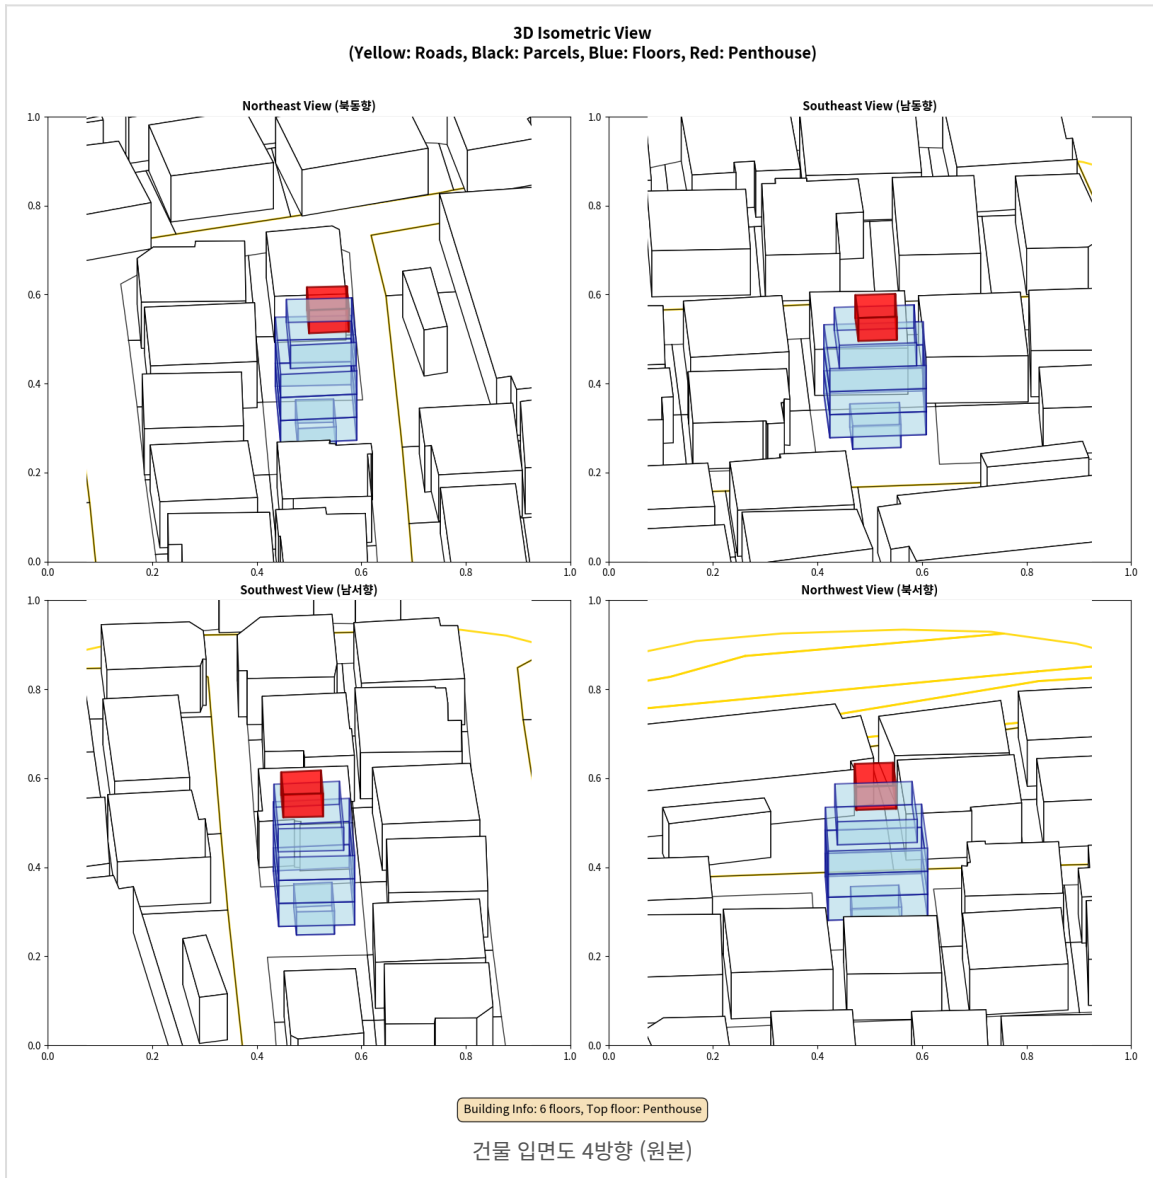 3D Isometric View
(Yellow: Roads, Black: Parcels, Blue: Floors, Red: Penthouse)
Northeast View (북동향)
1.0
0.8
0.6
0.4
0.2
0.0
0.0 0.2 0.4 0.6 0.8 1.0
Southeast View (남동향)
1.0
0.8
0.6
0.4
0.2
0.0
0.0 0.2 0.4 0.6 0.8 1.0
Southwest View (남서향)
1.0
0.8
0.6
0.4
0.2
0.0
0.0 0.2 0.4 0.6 0.8 1.0
Northwest View (북서향)
1.0
0.8
0.6
0.4
0.2
0.0
0.0 0.2 0.4 0.6 0.8 1.0
Building Info: 6 floors, Top floor: Penthouse
건물 입면도 4방향 (원본)